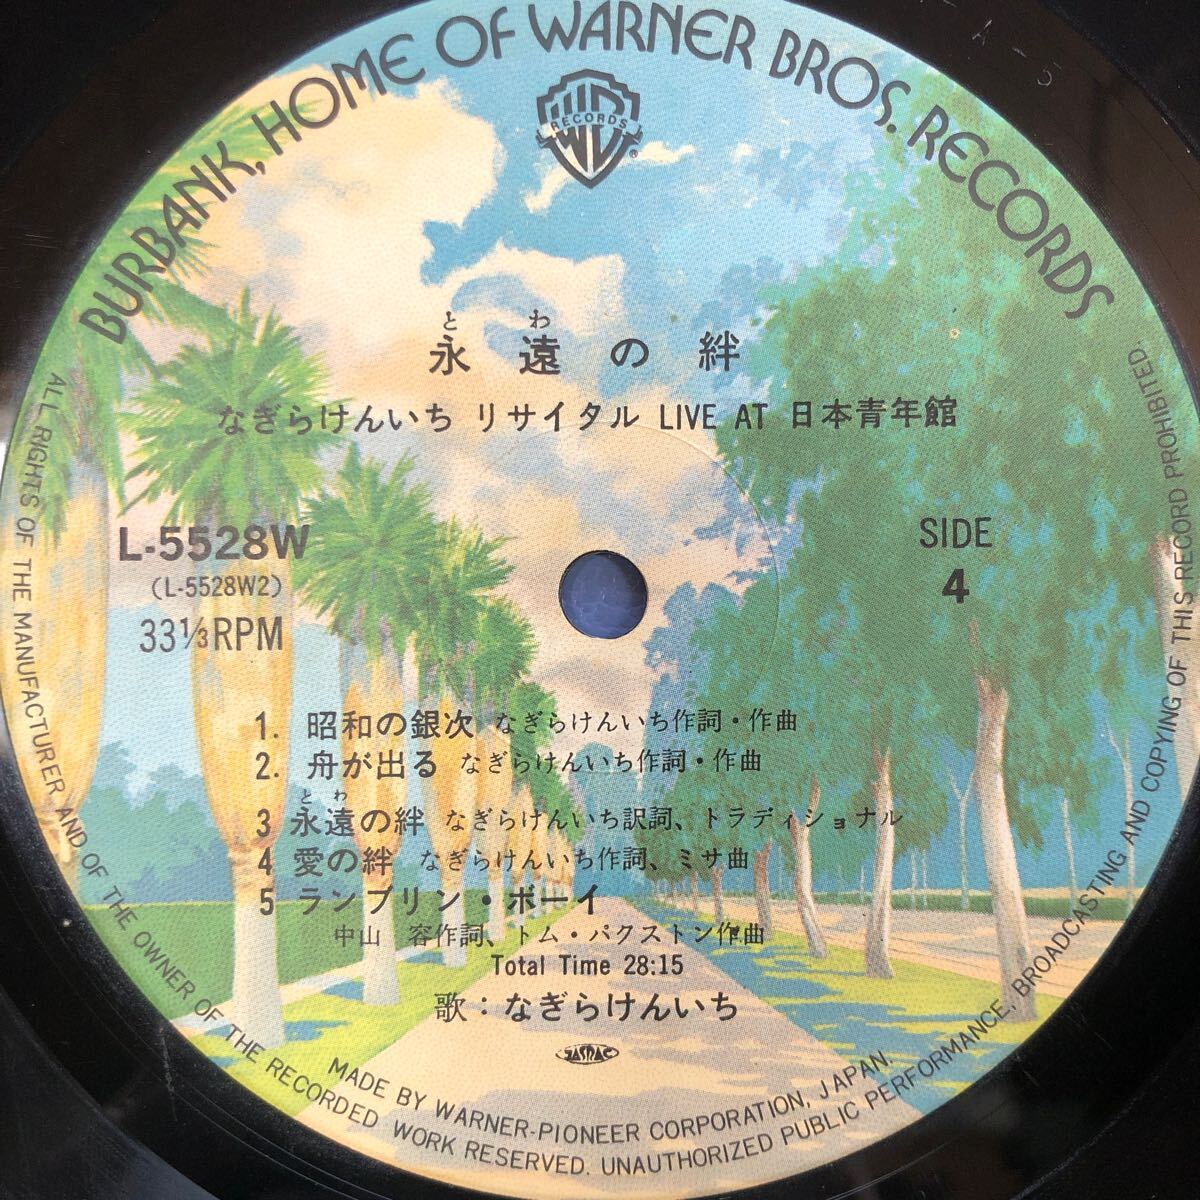 BURBANK, HOME OF WARNER BROS. RECORDS
WB
RECORDS
®
とわ
永遠の絆
なぎらけんいち リサイタル LIVE AT 日本青年館
L-5528W
(L-5528W2)
33⅓RPM
SIDE
4
1. 昭和の銀次 なぎらけんいち作詞・作曲
2. 舟が出る なぎらけんいち作詞・作曲
とわ
3 永遠の絆 なぎらけんいち訳詞、トラディショナル
4 愛の絆 なぎらけんいち作詞、ミサ曲
5 ランブリン・ボーイ
中山 容作詞、トム・パクストン作曲
Total Time 28:15
歌：なぎらけんいち
JASRAC
MADE BY WARNER-PIONEER CORPORATION, JAPAN.
ALL RIGHTS OF THE MANUFACTURER AND OF THE OWNER OF THE RECORDED WORK RESERVED. UNAUTHORIZED PUBLIC PERFORMANCE, BROADCASTING AND COPYING OF THIS RECORD PROHIBITED.
A-5